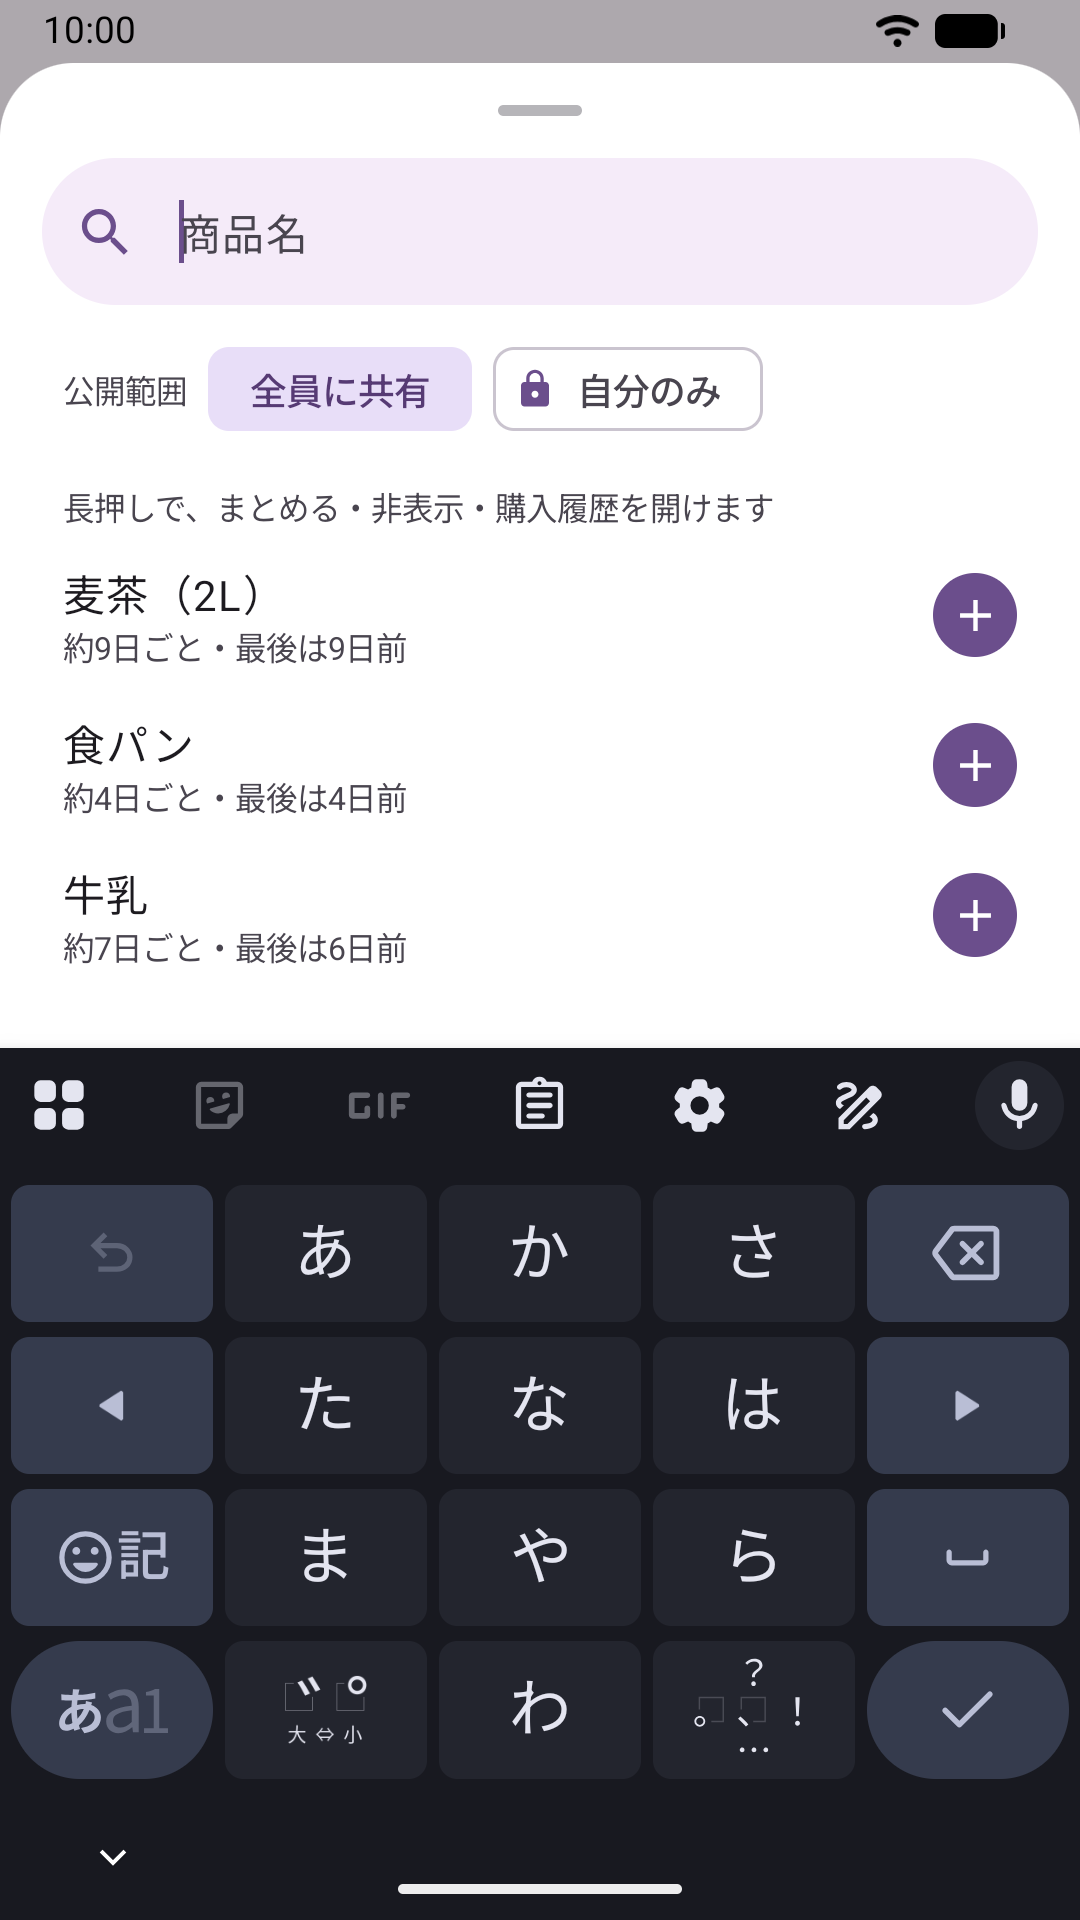 10:00
商品名
公開範囲 全員に共有 自分のみ
長押しで、まとめる・非表示・購入履歴を開けます
麦茶（2L）
約9日ごと・最後は9日前
食パン
約4日ごと・最後は4日前
牛乳
約7日ごと・最後は6日前
GIF
あ か さ
た な は
記 ま や ら
あa1 ゛゜ 大⇔小 わ 。？、！…